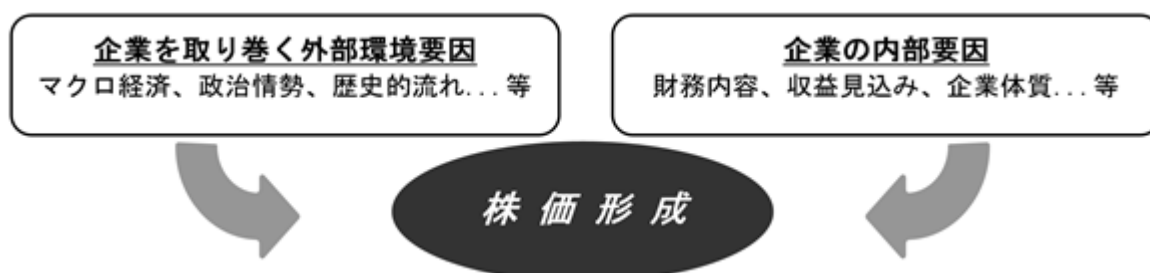 企業を取り巻く外部環境要因
マクロ経済、政治情勢、歴史的流れ...等
企業の内部要因
財務内容、収益見込み、企業体質...等
株価形成